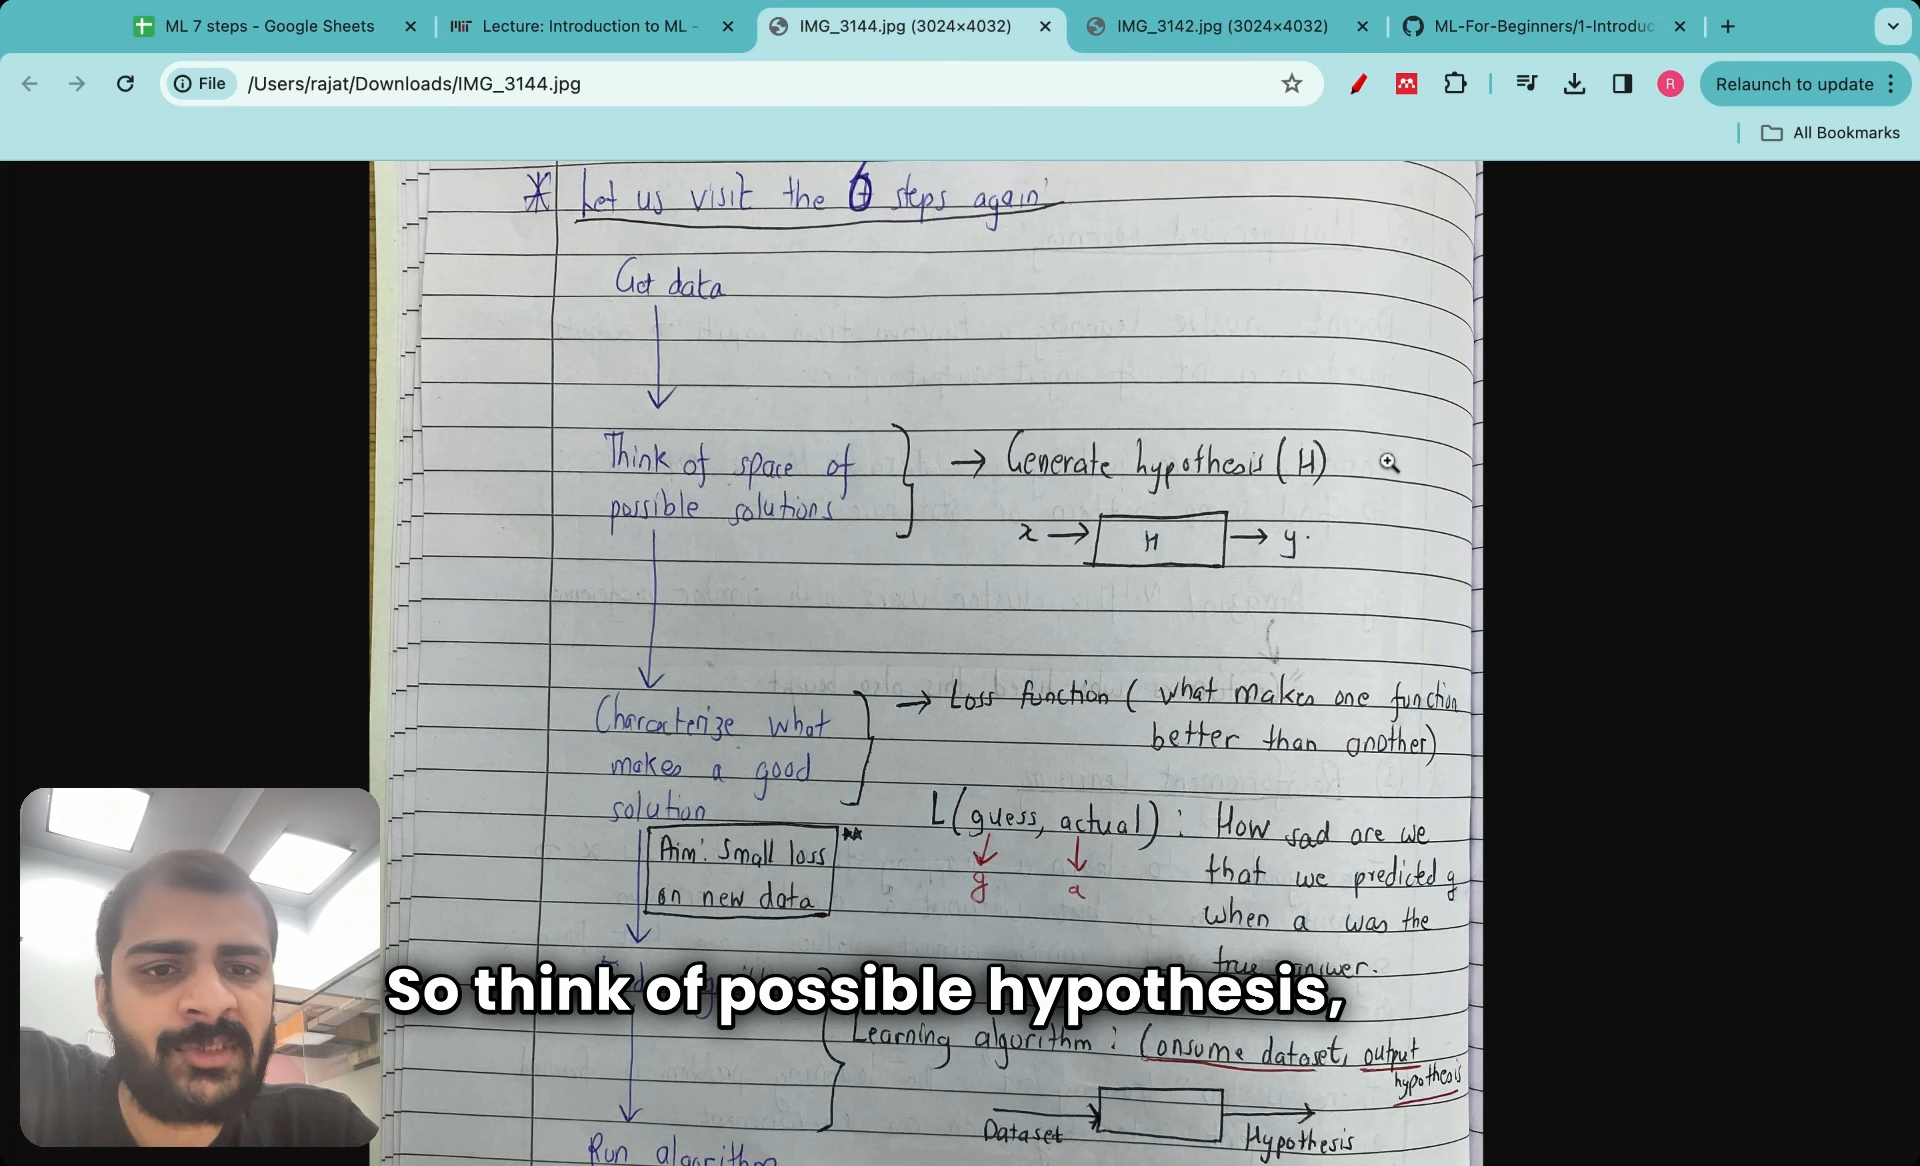 ML 7 steps - Google Sheets
Lecture: Introduction to ML -
IMG_3144.jpg (3024×4032)
IMG_3142.jpg (3024×4032)
ML-For-Beginners/1-Introduc
File
/Users/rajat/Downloads/IMG_3144.jpg
R
Relaunch to update
All Bookmarks
* Let us visit the 6 steps again
Get data
Think of space of
possible solutions
→ Generate hypothesis (H)
x → H → y.
Characterize what
makes a good
solution
→ Loss function ( what makes one function
better than another)
L(guess, actual) : How sad are we
that we predicted g
when a was the
true answer.
g a
Aim: Small loss
on new data
**
So think of possible hypothesis,
Learning algorithm : (onsume dataset, output
hypothesis
Dataset
Hypothesis
Run algorithm